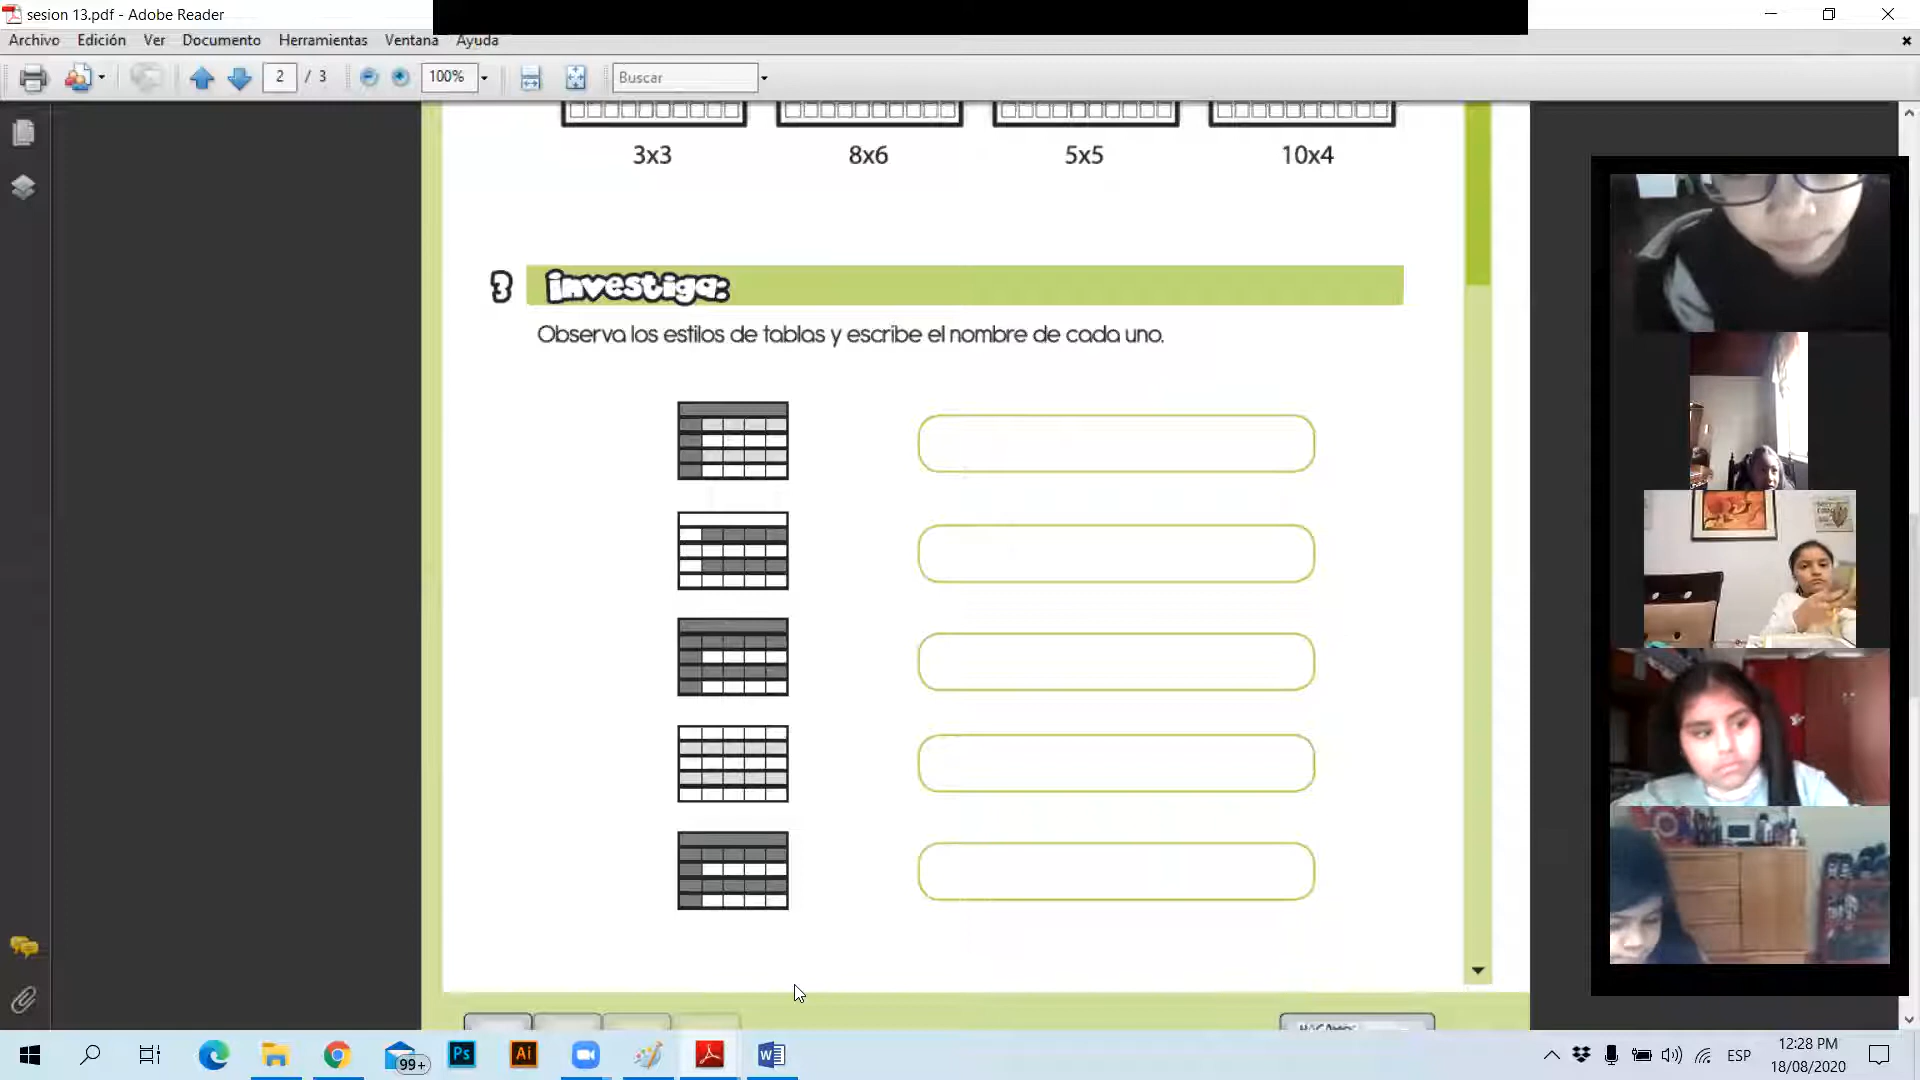 sesion 13.pdf - Adobe Reader
Archivo Edición Ver Documento Herramientas Ventana Ayuda
2 / 3 100% Buscar
3x3 8x6 5x5 10x4
3 investiga:
Observa los estilos de tablas y escribe el nombre de cada uno.
HAGAMOS
99+ Ps Ai ESP
12:28 PM
18/08/2020